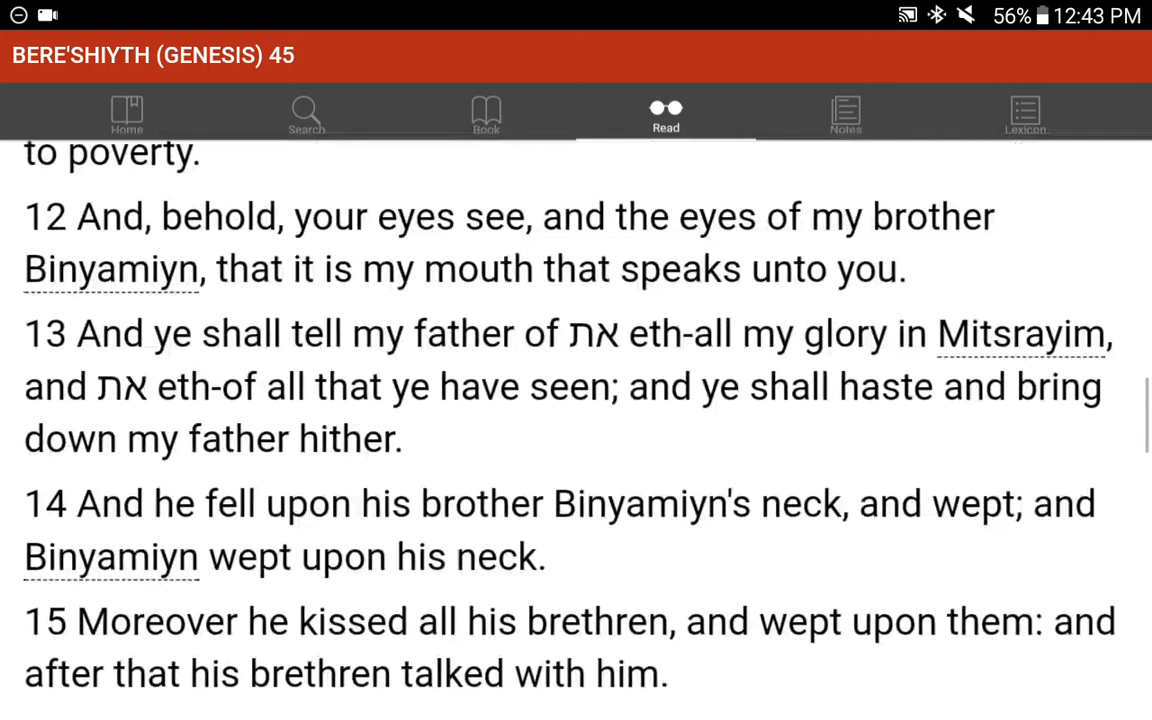 56% 12:43 PM
BERE'SHIYTH (GENESIS) 45
Home Search Book Read Notes Lexicon
to poverty.
12 And, behold, your eyes see, and the eyes of my brother
Binyamiyn, that it is my mouth that speaks unto you.
13 And ye shall tell my father of את eth-all my glory in Mitsrayim,
and את eth-of all that ye have seen; and ye shall haste and bring
down my father hither.
14 And he fell upon his brother Binyamiyn's neck, and wept; and
Binyamiyn wept upon his neck.
15 Moreover he kissed all his brethren, and wept upon them: and
after that his brethren talked with him.